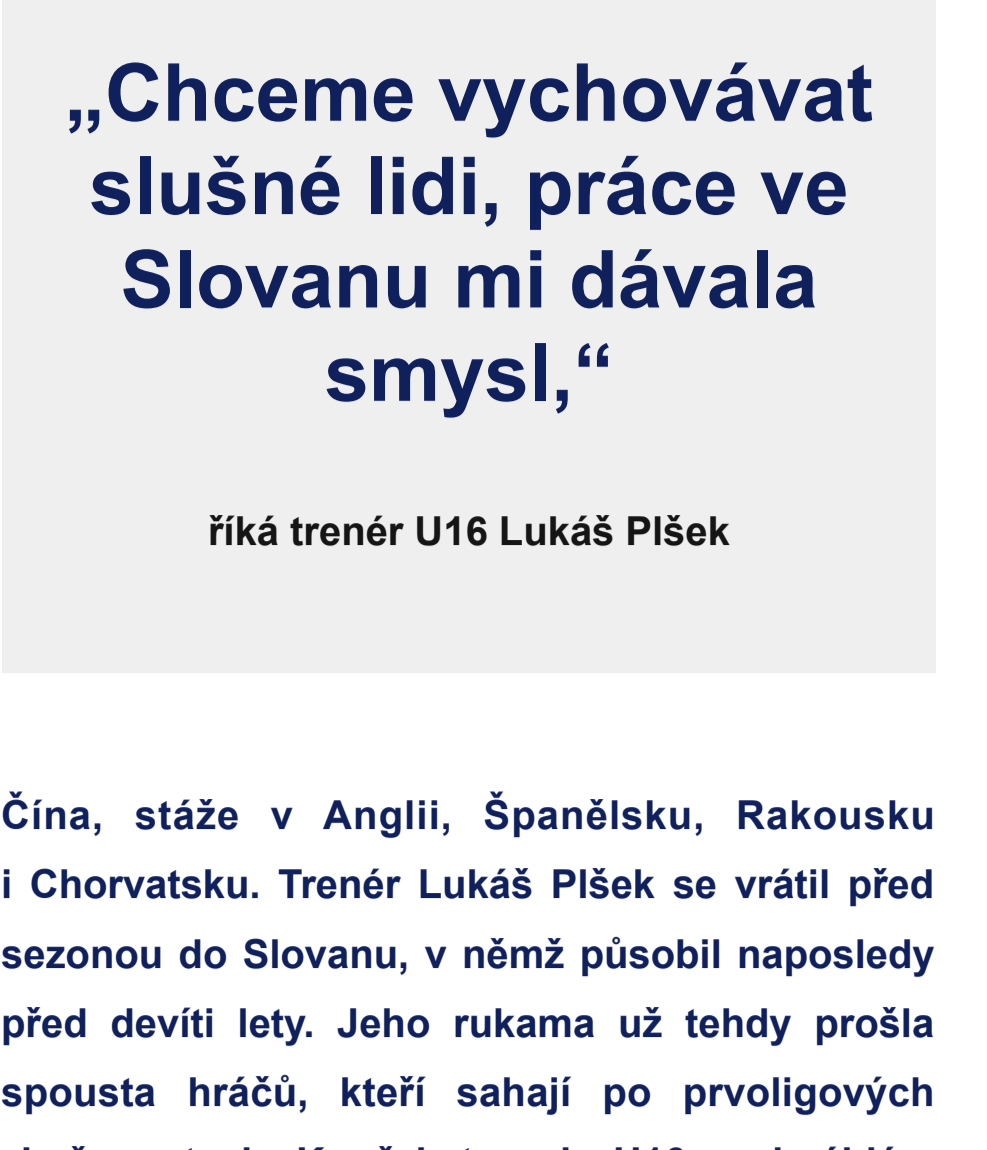 „Chceme vychovávat
slušné lidi, práce ve
Slovanu mi dávala
smysl,“
říká trenér U16 Lukáš Plšek
Čína, stáže v Anglii, Španělsku, Rakousku
i Chorvatsku. Trenér Lukáš Plšek se vrátil před
sezonou do Slovanu, v němž působil naposledy
před devíti lety. Jeho rukama už tehdy prošla
spousta hráčů, kteří sahají po prvoligových